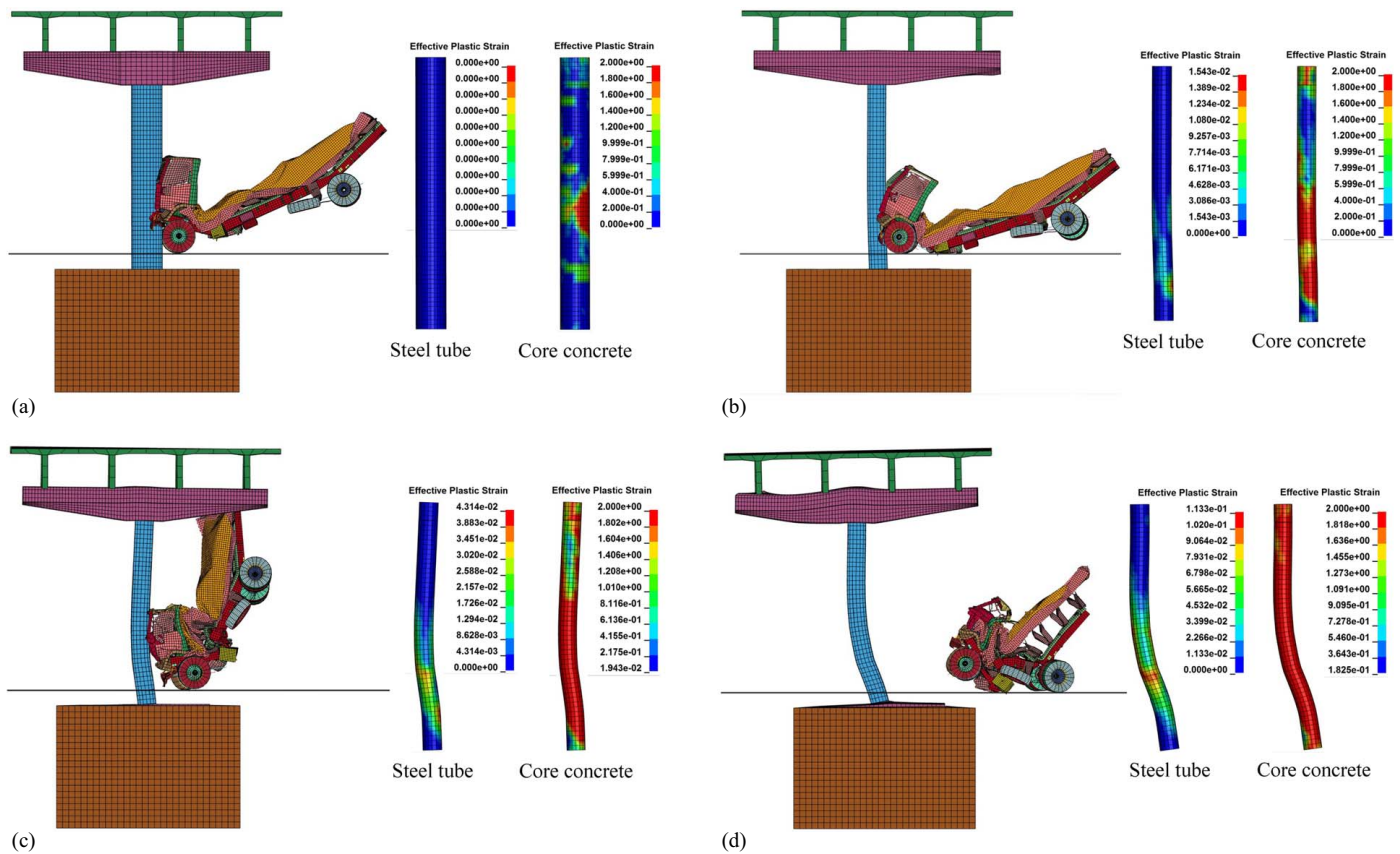 Effective Plastic Strain
0.000e+00
0.000e+00
0.000e+00
0.000e+00
0.000e+00
0.000e+00
0.000e+00
0.000e+00
0.000e+00
0.000e+00
0.000e+00
Steel tube
Effective Plastic Strain
2.000e+00
1.800e+00
1.600e+00
1.400e+00
1.200e+00
9.999e-01
7.999e-01
5.999e-01
4.000e-01
2.000e-01
0.000e+00
Core concrete
(a)
Effective Plastic Strain
1.543e-02
1.389e-02
1.234e-02
1.080e-02
9.257e-03
7.714e-03
6.171e-03
4.628e-03
3.086e-03
1.543e-03
0.000e+00
Steel tube
Effective Plastic Strain
2.000e+00
1.800e+00
1.600e+00
1.400e+00
1.200e+00
9.999e-01
7.999e-01
5.999e-01
4.000e-01
2.000e-01
0.000e+00
Core concrete
(b)
Effective Plastic Strain
4.314e-02
3.883e-02
3.451e-02
3.020e-02
2.588e-02
2.157e-02
1.726e-02
1.294e-02
8.628e-03
4.314e-03
0.000e+00
Steel tube
Effective Plastic Strain
2.000e+00
1.802e+00
1.604e+00
1.406e+00
1.208e+00
1.010e+00
8.116e-01
6.136e-01
4.155e-01
2.175e-01
1.943e-02
Core concrete
(c)
Effective Plastic Strain
1.133e-01
1.020e-01
9.064e-02
7.931e-02
6.798e-02
5.665e-02
4.532e-02
3.399e-02
2.266e-02
1.133e-02
0.000e+00
Steel tube
Effective Plastic Strain
2.000e+00
1.818e+00
1.636e+00
1.455e+00
1.273e+00
1.091e+00
9.095e-01
7.278e-01
5.460e-01
3.643e-01
1.825e-01
Core concrete
(d)